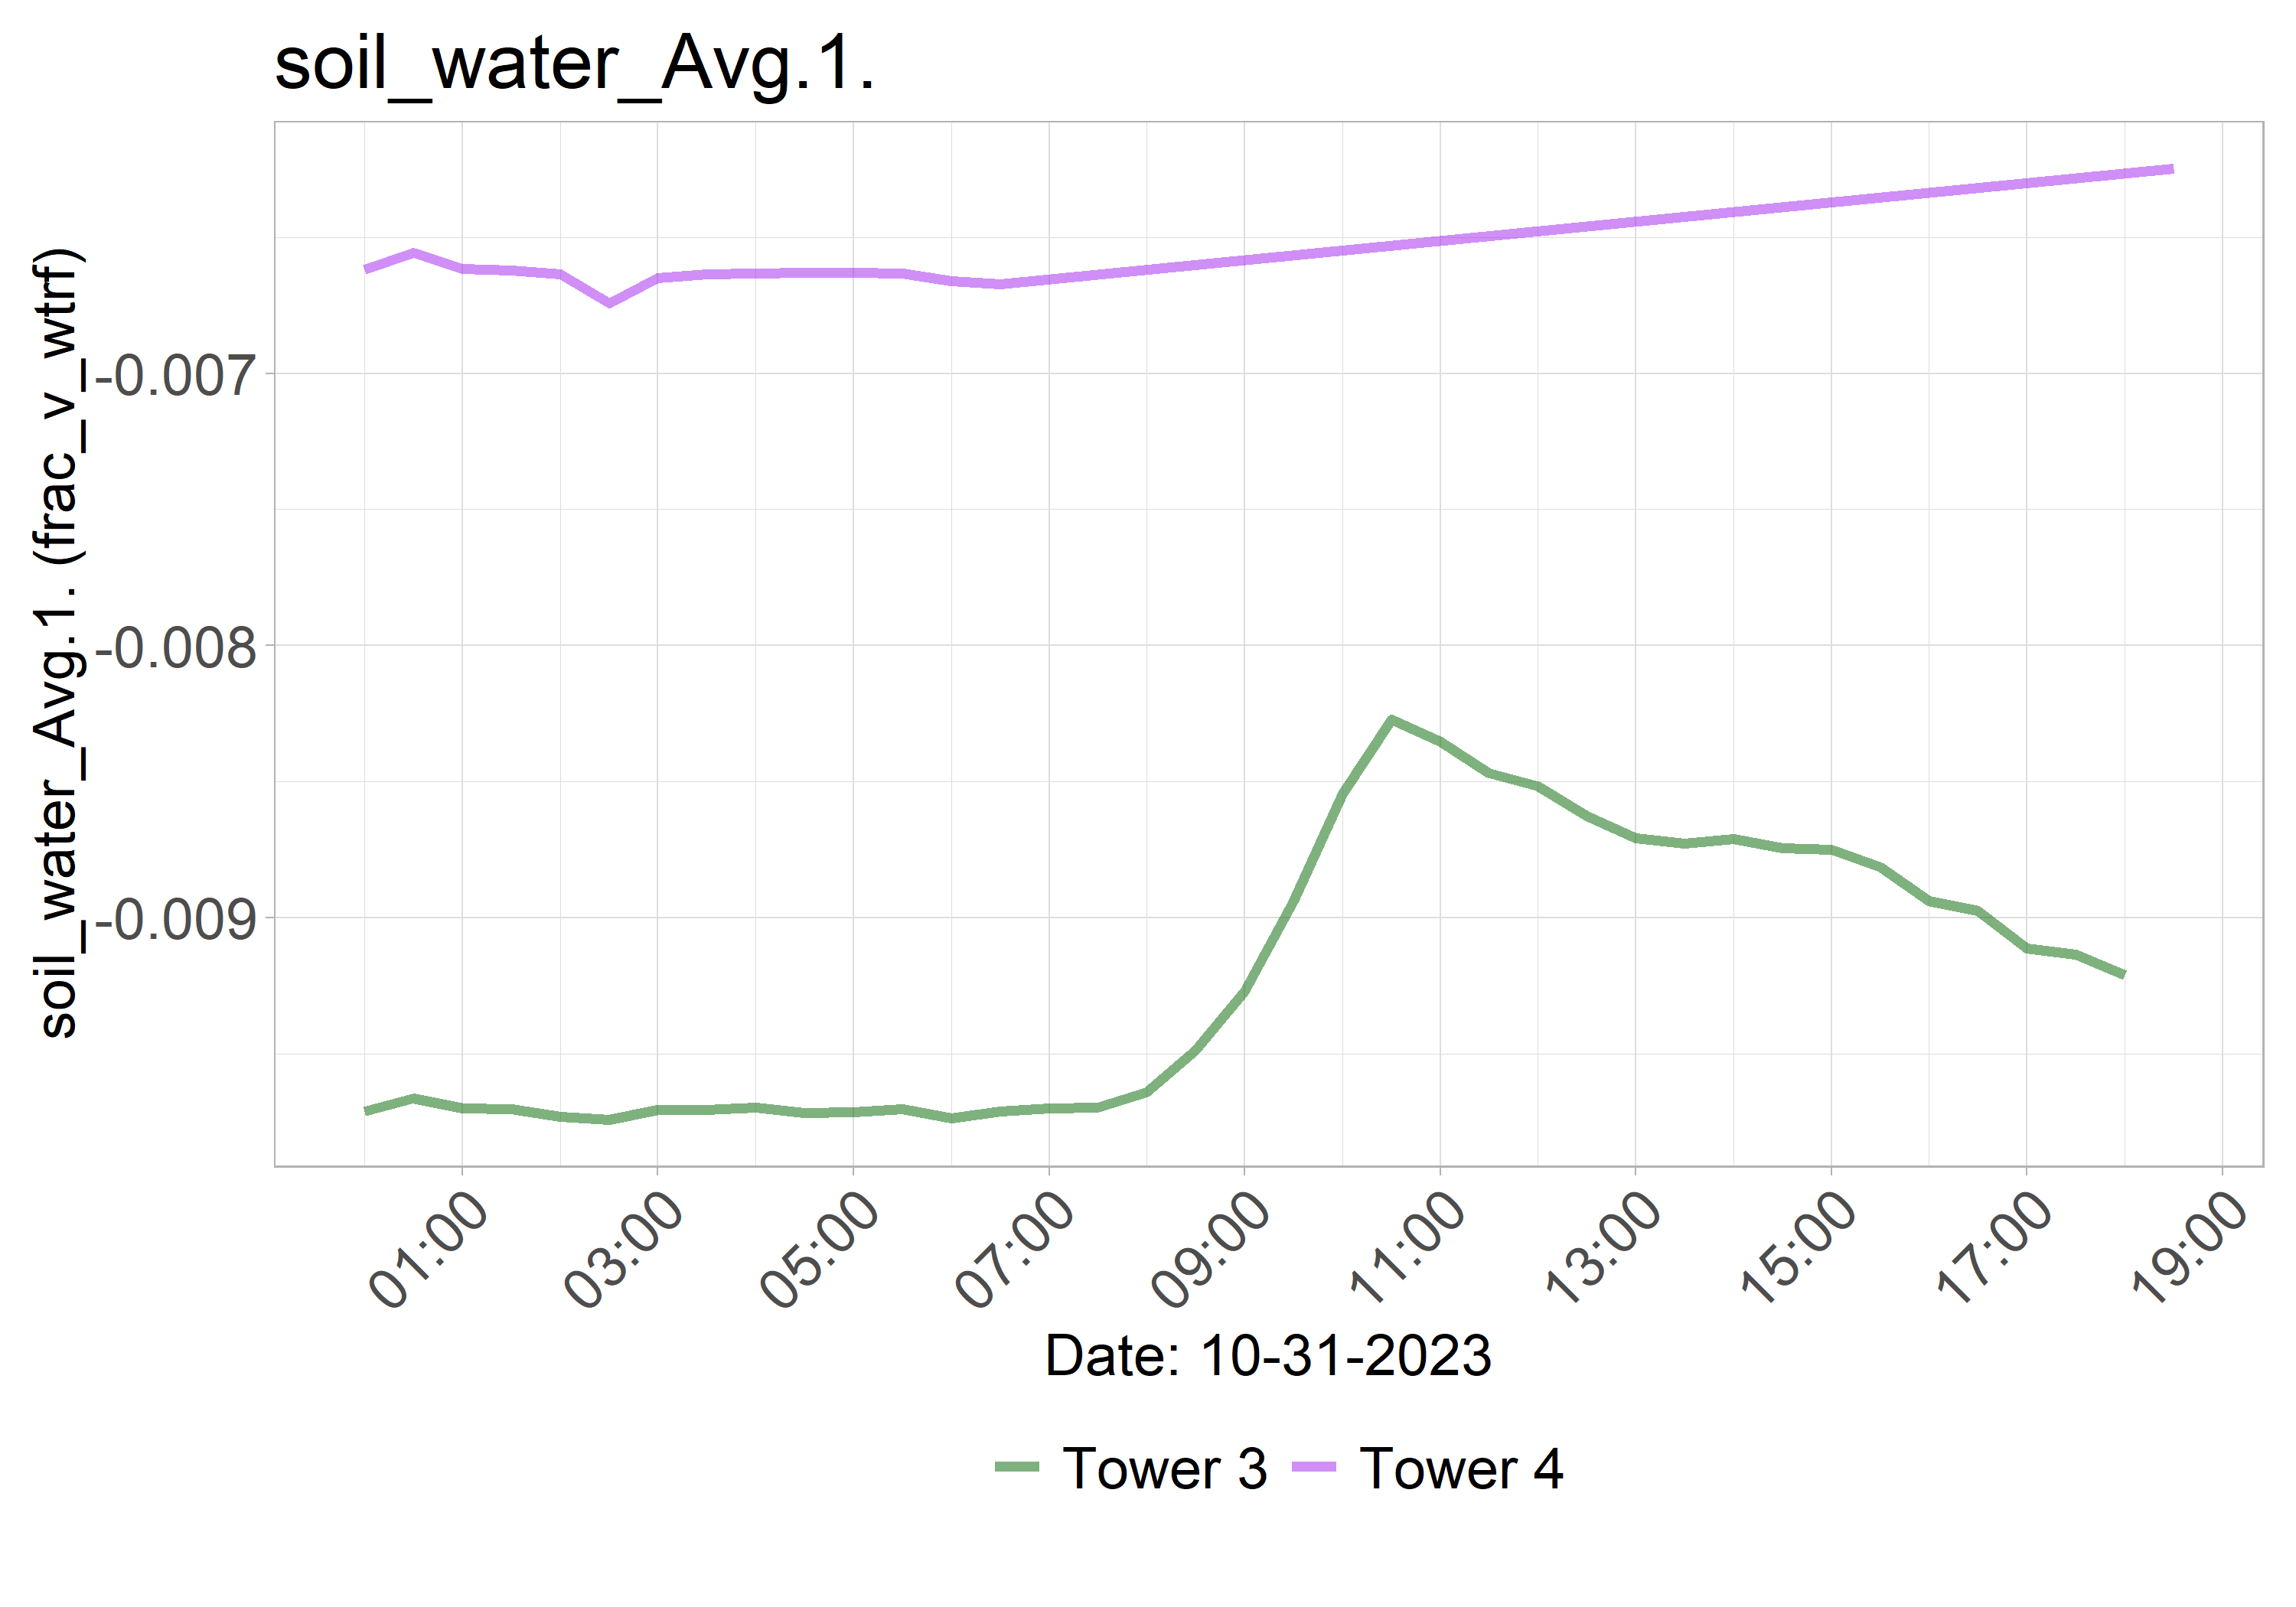 soil_water_Avg.1.
soil_water_Avg.1. (frac_v_wtrf)
-0.007
-0.008
-0.009
01:00
03:00
05:00
07:00
09:00
11:00
13:00
15:00
17:00
19:00
Date: 10-31-2023
Tower 3
Tower 4